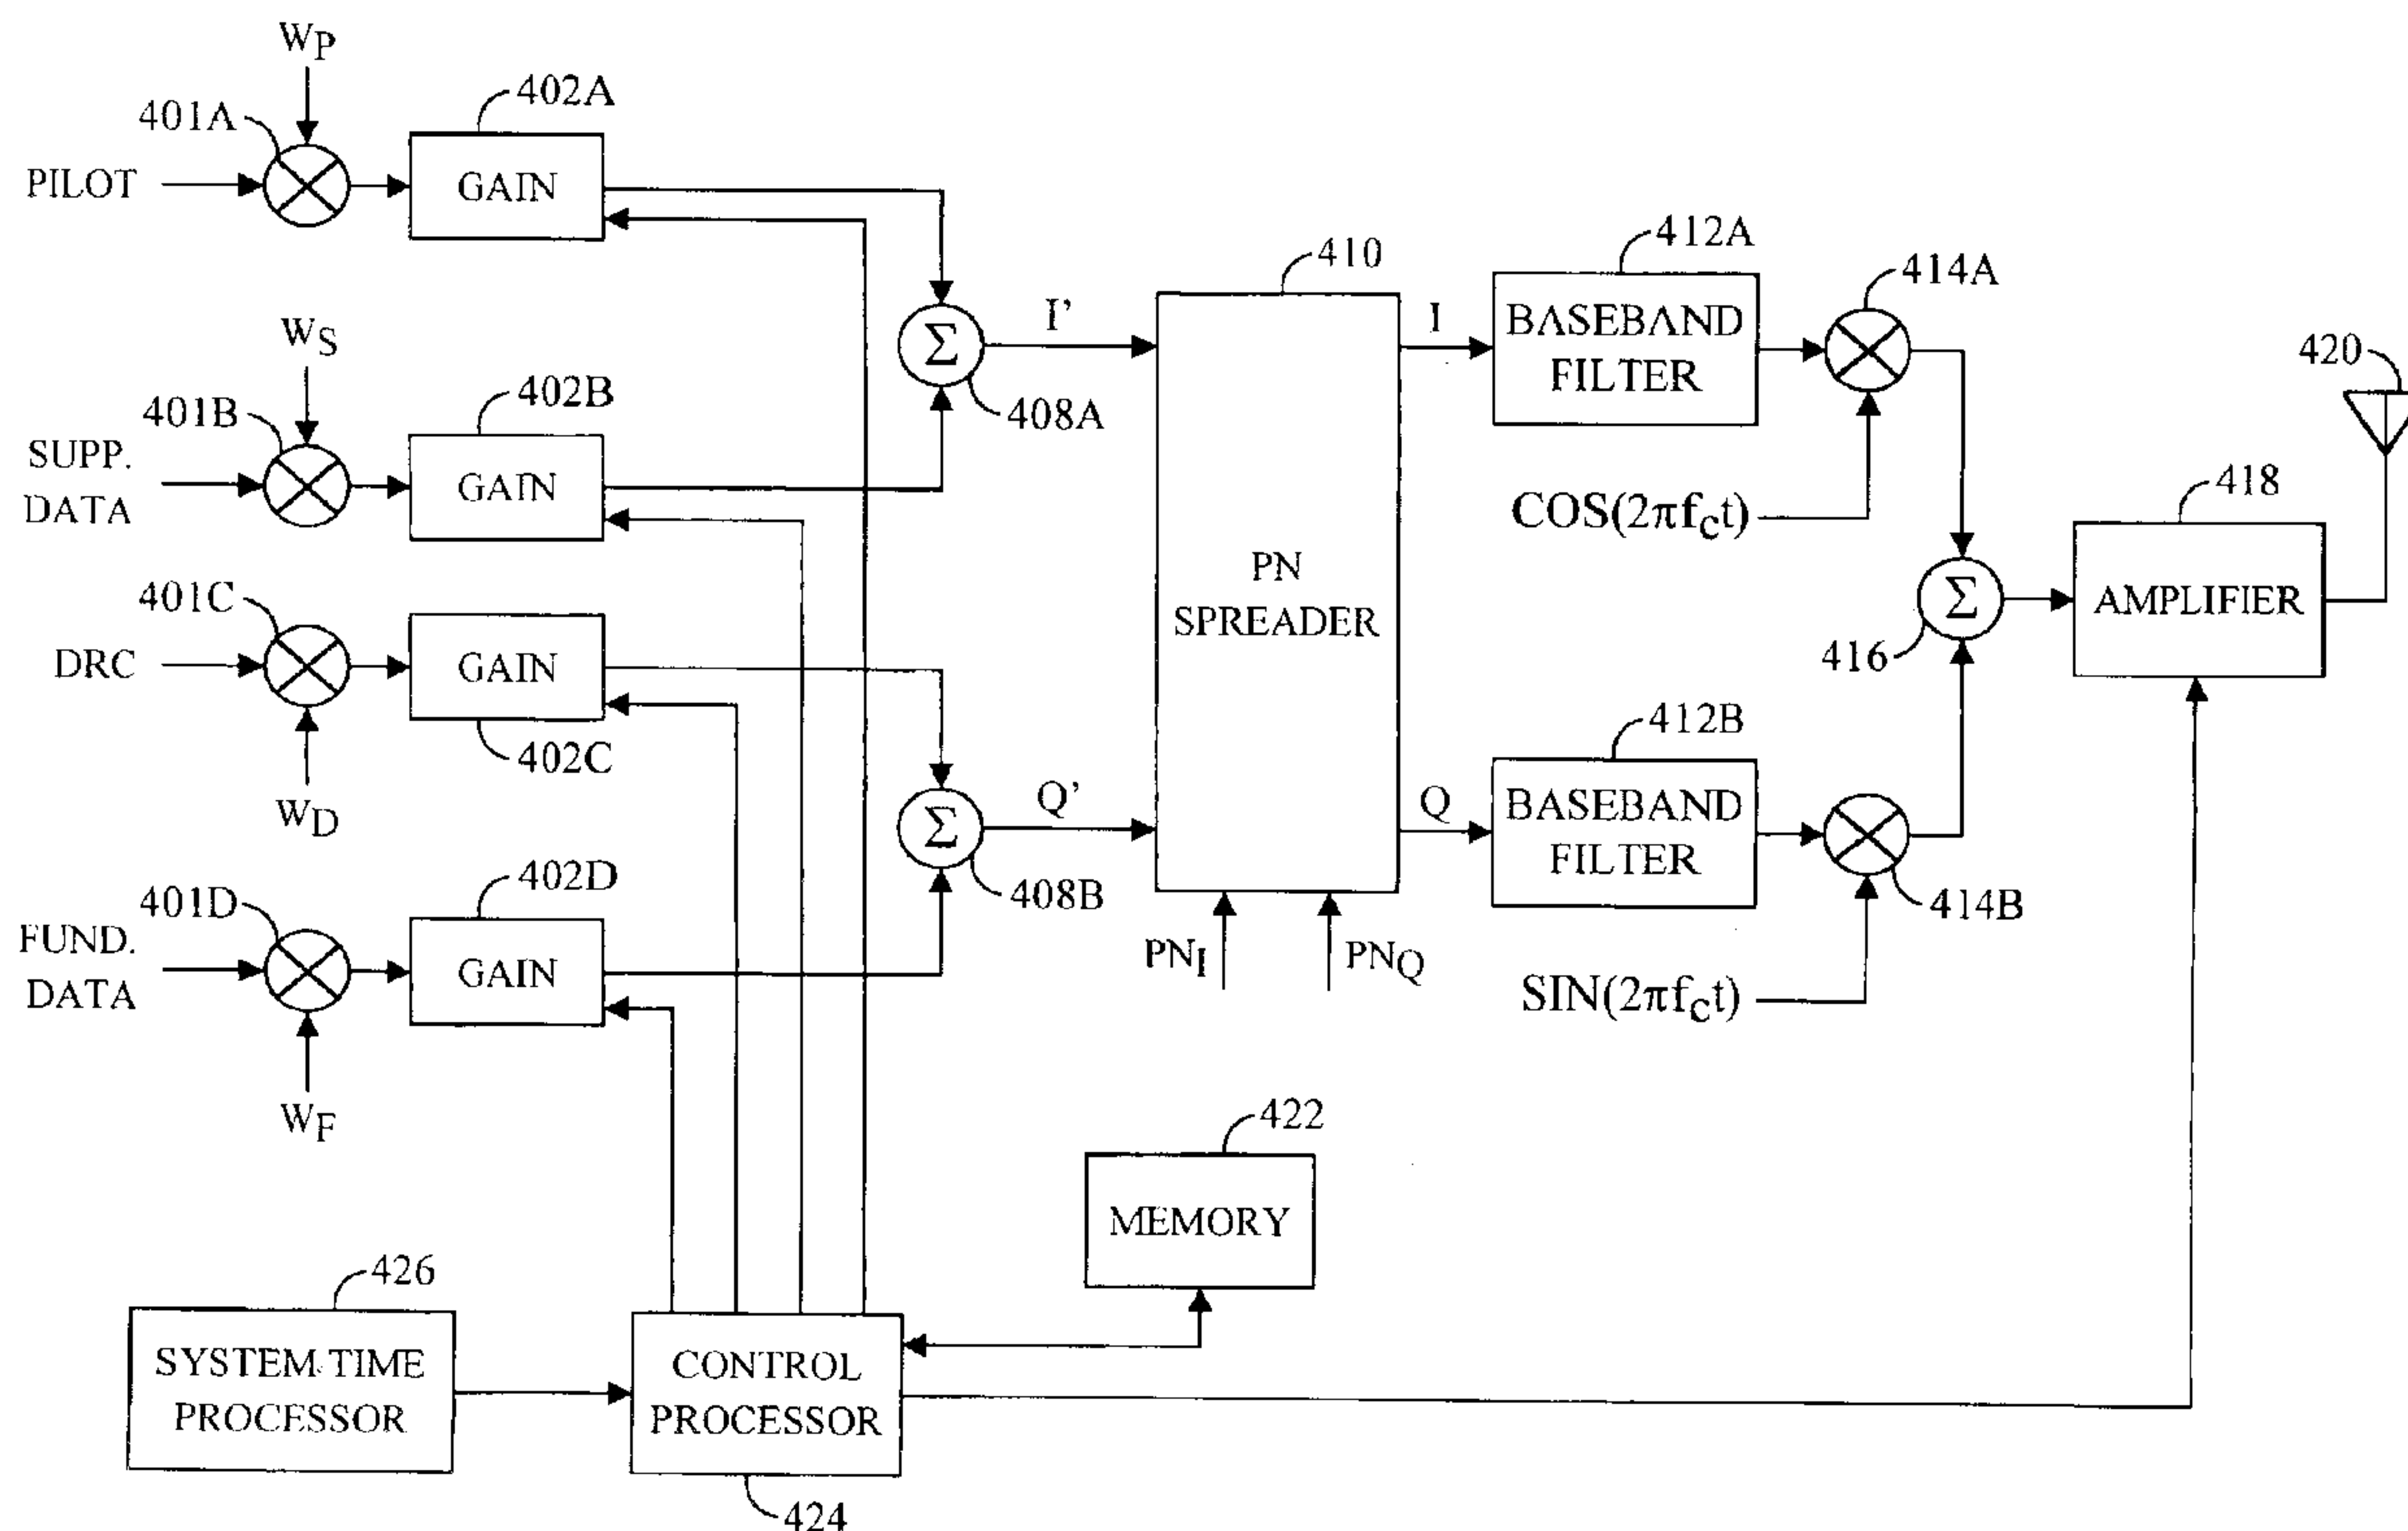 WP
401A
402A
PILOT
GAIN
WS
401B
402B
SUPP.
DATA
GAIN
401C
DRC
GAIN
402C
WD
401D
402D
FUND.
DATA
GAIN
WF
Σ
I’
408A
Σ
Q’
408B
410
PN
SPREADER
PNI
PNQ
I
412A
BASEBAND
FILTER
414A
COS(2πfct)
Q
412B
BASEBAND
FILTER
414B
SIN(2πfct)
Σ
416
418
AMPLIFIER
420
422
MEMORY
426
SYSTEM TIME
PROCESSOR
CONTROL
PROCESSOR
424